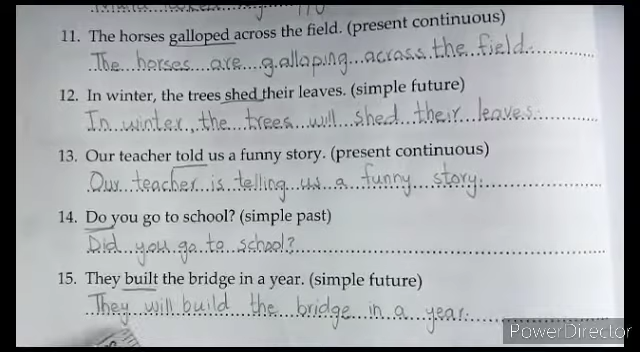 11. The horses galloped across the field. (present continuous)
The horses are galloping across the field.
12. In winter, the trees shed their leaves. (simple future)
In winter, the trees will shed their leaves.
13. Our teacher told us a funny story. (present continuous)
Our teacher is telling us a funny story.
14. Do you go to school? (simple past)
Did you go to school?
15. They built the bridge in a year. (simple future)
They will build the bridge in a year.
PowerDirector